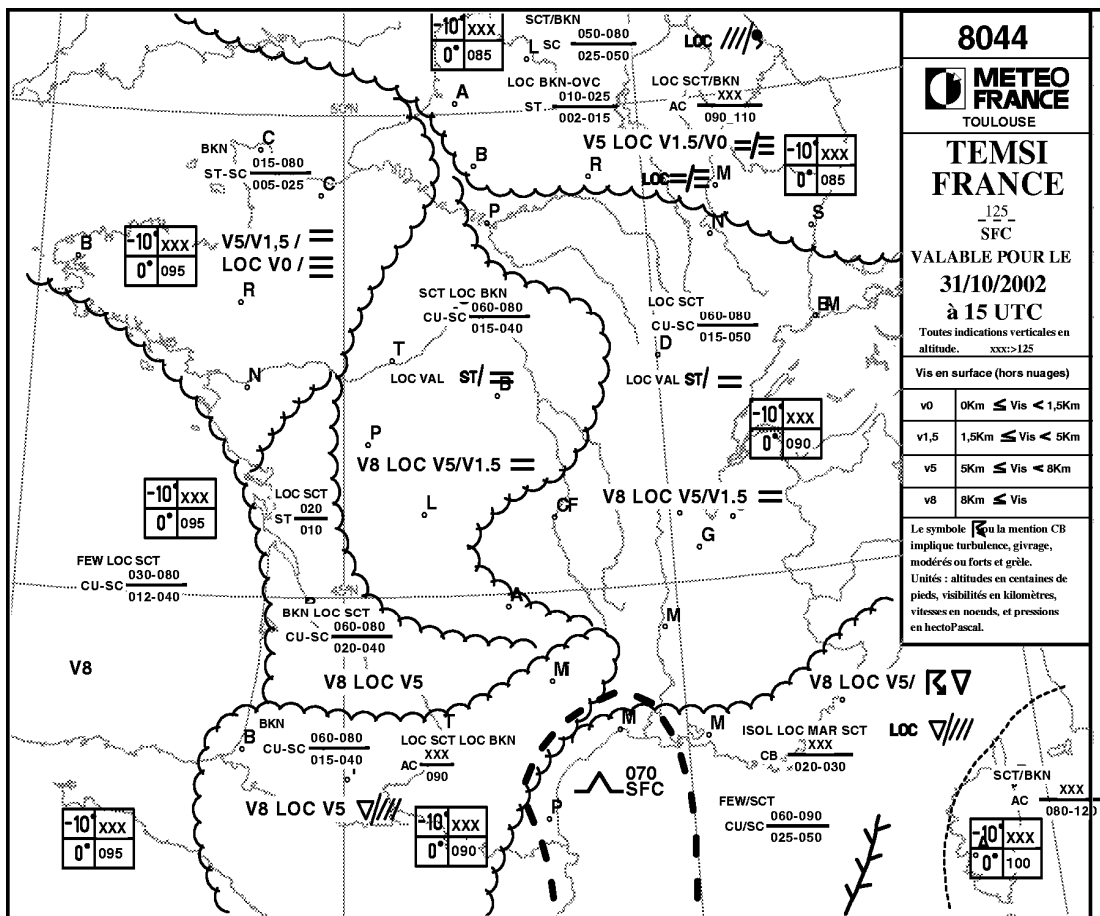 8044
METEO
FRANCE
TOULOUSE
TEMSI
FRANCE
125
SFC
VALABLE POUR LE
31/10/2002
à 15 UTC
Toutes indications verticales en
altitude. xxx:>125
Vis en surface (hors nuages)
v0 0Km ≤ Vis < 1,5Km
v1,5 1,5Km ≤ Vis < 5Km
v5 5Km ≤ Vis < 8Km
v8 8Km ≤ Vis
Le symbole ou la mention CB
implique turbulence, givrage,
modérés ou forts et grèle.
Unités : altitudes en centaines de
pieds, visibilités en kilomètres,
vitesses en noeuds, et pressions
en hectoPascal.
-10° XXX
0° 085
SCT/BKN
050-080
SC
025-050
L
LOC
LOC BKN-OVC
010-025
ST
002-015
LOC SCT/BKN
XXX
AC
090_110
A
50N
V5 LOC V1.5/V0
-10° XXX
0° 085
LOC
C
BKN
015-080
ST-SC
005-025
C
B
R
M
P
N
S
B
-10° XXX
0° 095
V5/V1,5 /
LOC V0 /
R
SCT LOC BKN
060-080
CU-SC
015-040
LOC SCT
060-080
CU-SC
015-050
BM
D
T
LOC VAL ST/
B
LOC VAL ST/
N
-10° XXX
0° 090
P
V8 LOC V5/V1.5
-10° XXX
0° 095
LOC SCT
020
ST
010
L
CF
V8 LOC V5/V1.5
G
FEW LOC SCT
030-080
CU-SC
012-040
BKN LOC SCT
060-080
CU-SC
020-040
A
M
V8
V8 LOC V5
M
V8 LOC V5/
BKN
060-080
CU-SC
015-040
B
T
LOC SCT LOC BKN
XXX
AC
090
M
M
ISOL LOC MAR SCT
XXX
CB
020-030
LOC
070
SFC
V8 LOC V5
P
FEW/SCT
060-090
CU/SC
025-050
SCT/BKN
XXX
AC
080-120
-10° XXX
0° 095
-10° XXX
0° 090
-10° XXX
0° 100